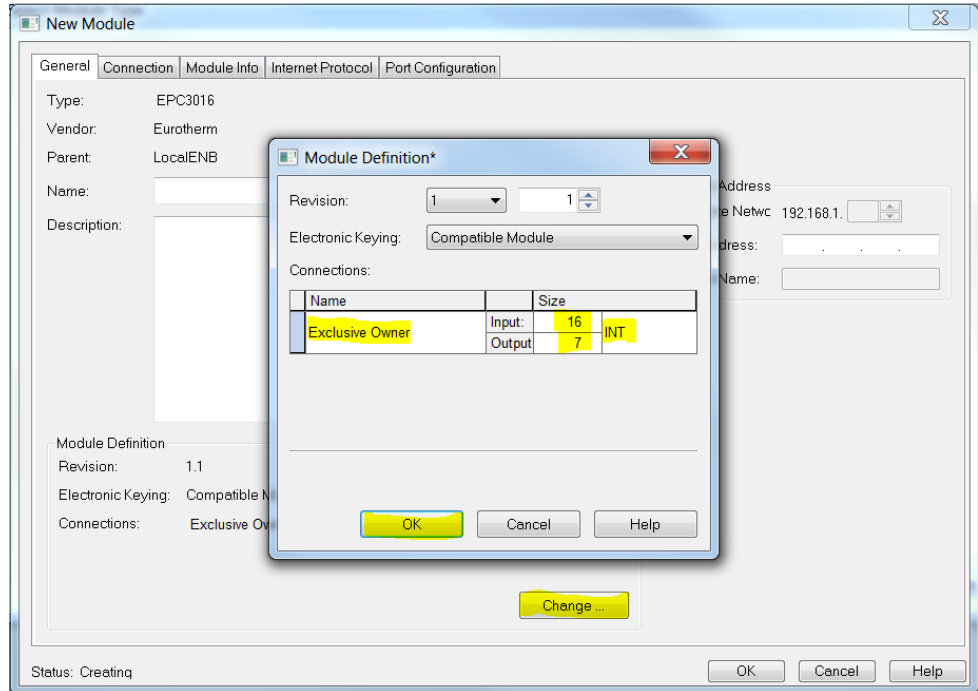 New Module
General Connection Module Info Internet Protocol Port Configuration
Type: EPC3016
Vendor: Eurotherm
Parent: LocalENB
Name:
Description:
Module Definition*
Revision: 1 1
Electronic Keying: Compatible Module
Connections:
Name Size
Exclusive Owner Input: 16 INT
Output 7
OK Cancel Help
Address
Netwc 192.168.1.
dress: . . .
Name:
Module Definition
Revision: 1.1
Electronic Keying: Compatible M
Connections: Exclusive Ow
Change ...
Status: Creating
OK Cancel Help